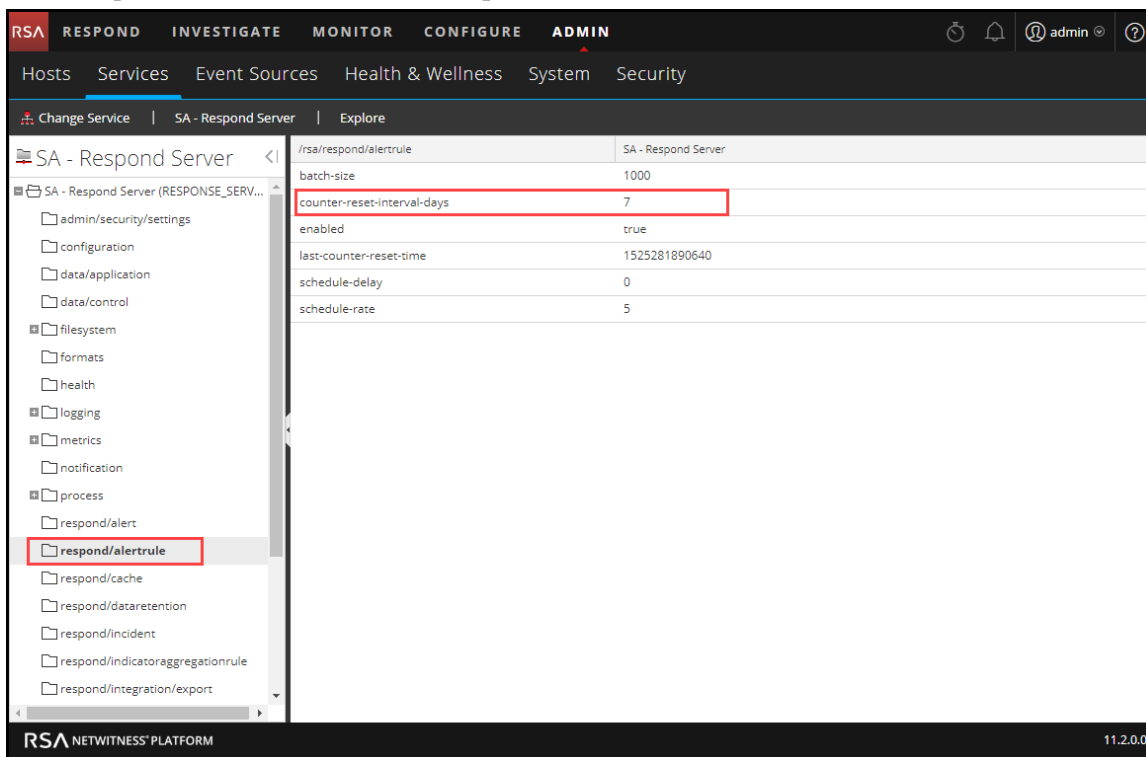 RSA RESPOND INVESTIGATE MONITOR CONFIGURE ADMIN admin ?
Hosts Services Event Sources Health & Wellness System Security
Change Service | SA - Respond Server | Explore
SA - Respond Server
SA - Respond Server (RESPONSE_SERV...
admin/security/settings
configuration
data/application
data/control
filesystem
formats
health
logging
metrics
notification
process
respond/alert
respond/alertrule
respond/cache
respond/dataretention
respond/incident
respond/indicatoraggregationrule
respond/integration/export
/rsa/respond/alertrule SA - Respond Server
batch-size 1000
counter-reset-interval-days 7
enabled true
last-counter-reset-time 1525281890640
schedule-delay 0
schedule-rate 5
RSA NETWITNESS® PLATFORM 11.2.0.0